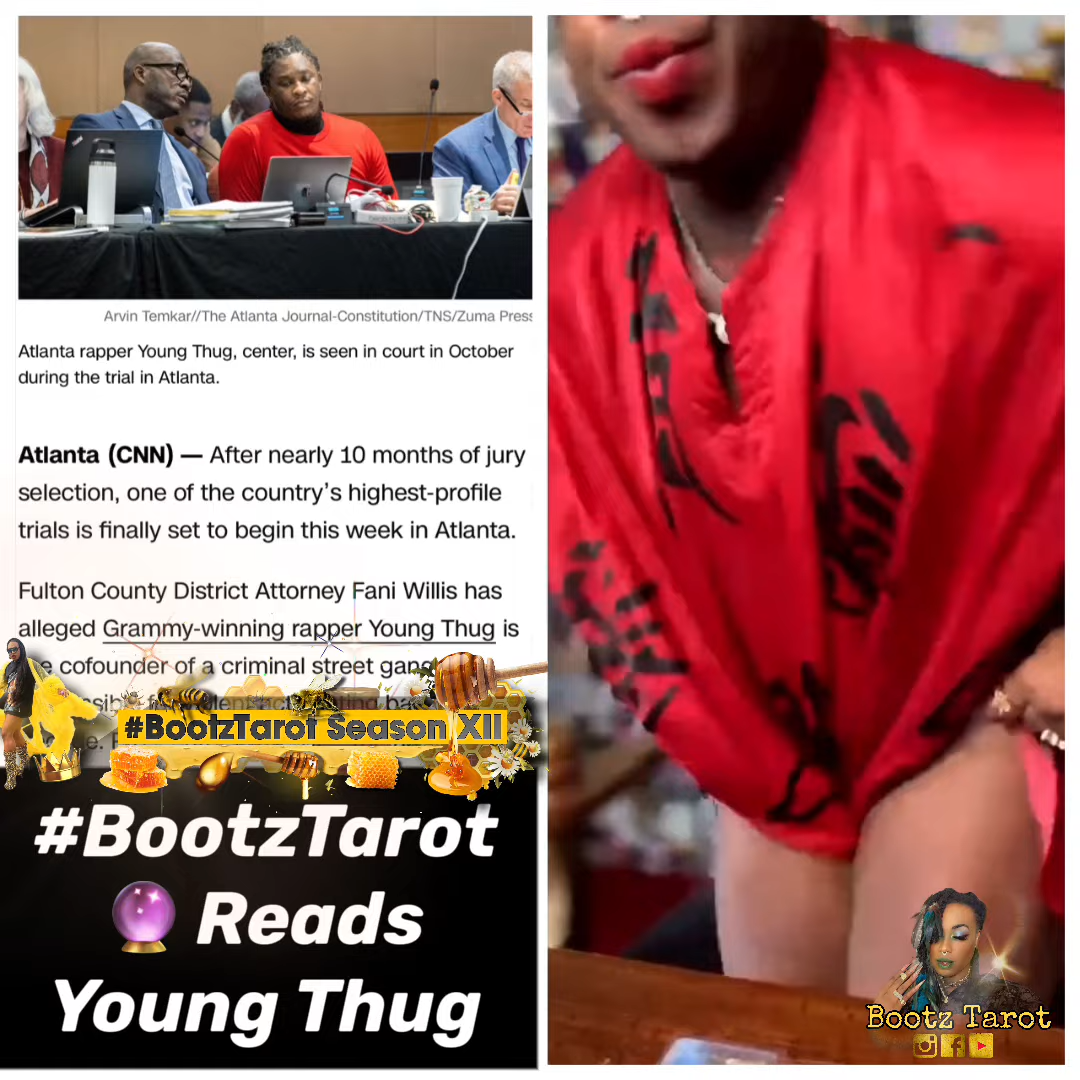 Arvin Temkar//The Atlanta Journal-Constitution/TNS/Zuma Press
Atlanta rapper Young Thug, center, is seen in court in October
during the trial in Atlanta.
Atlanta (CNN) — After nearly 10 months of jury
selection, one of the country's highest-profile
trials is finally set to begin this week in Atlanta.
Fulton County District Attorney Fani Willis has
alleged Grammy-winning rapper Young Thug is
cofounder of a criminal street gang
#BootzTarot Season XII
#BootzTarot
Reads
Young Thug
Bootz Tarot